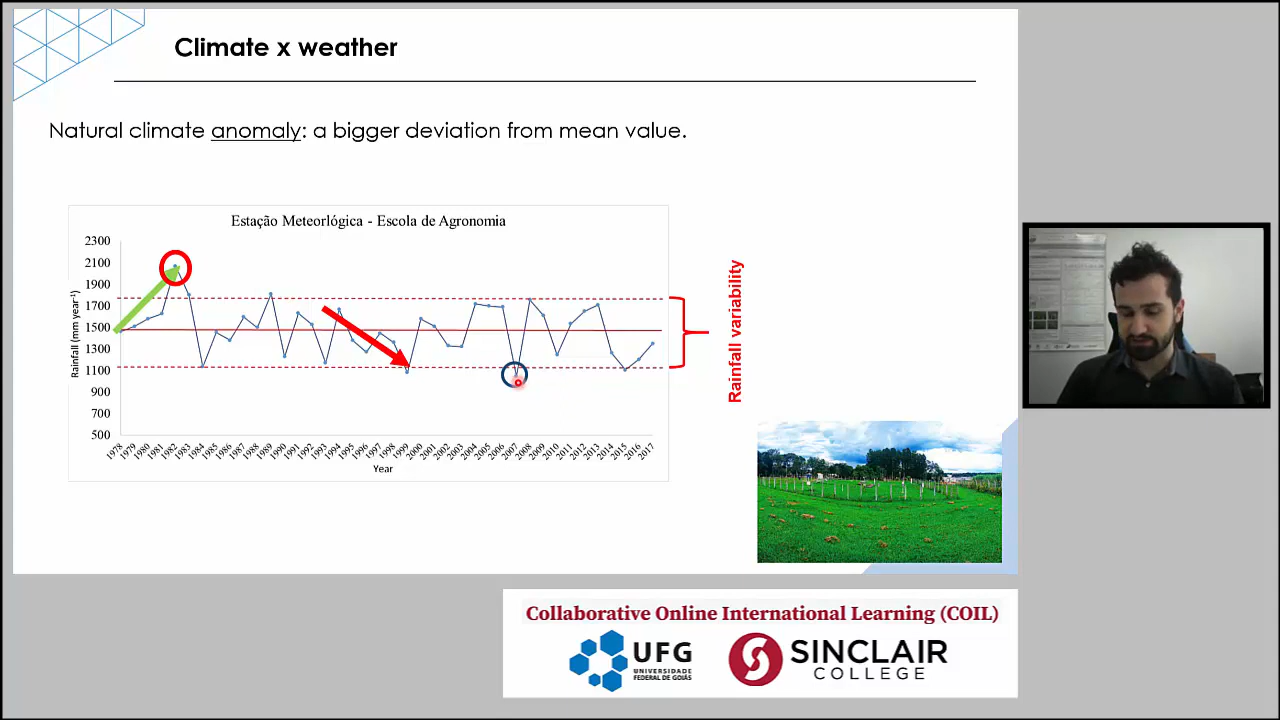 Climate x weather
Natural climate anomaly: a bigger deviation from mean value.
Estação Meteorlógica - Escola de Agronomia
2300
2100
1900
1700
1500
1300
1100
900
700
500
Rainfall (mm year⁻¹)
1978 1979 1980 1981 1982 1983 1984 1985 1986 1987 1988 1989 1990 1991 1992 1993 1994 1995 1996 1997 1998 1999 2000 2001 2002 2003 2004 2005 2006 2007 2008 2009 2010 2011 2012 2013 2014 2015 2016 2017
Year
Rainfall variability
Collaborative Online International Learning (COIL)
UFG
UNIVERSIDADE
FEDERAL DE GOIÁS
SINCLAIR
COLLEGE